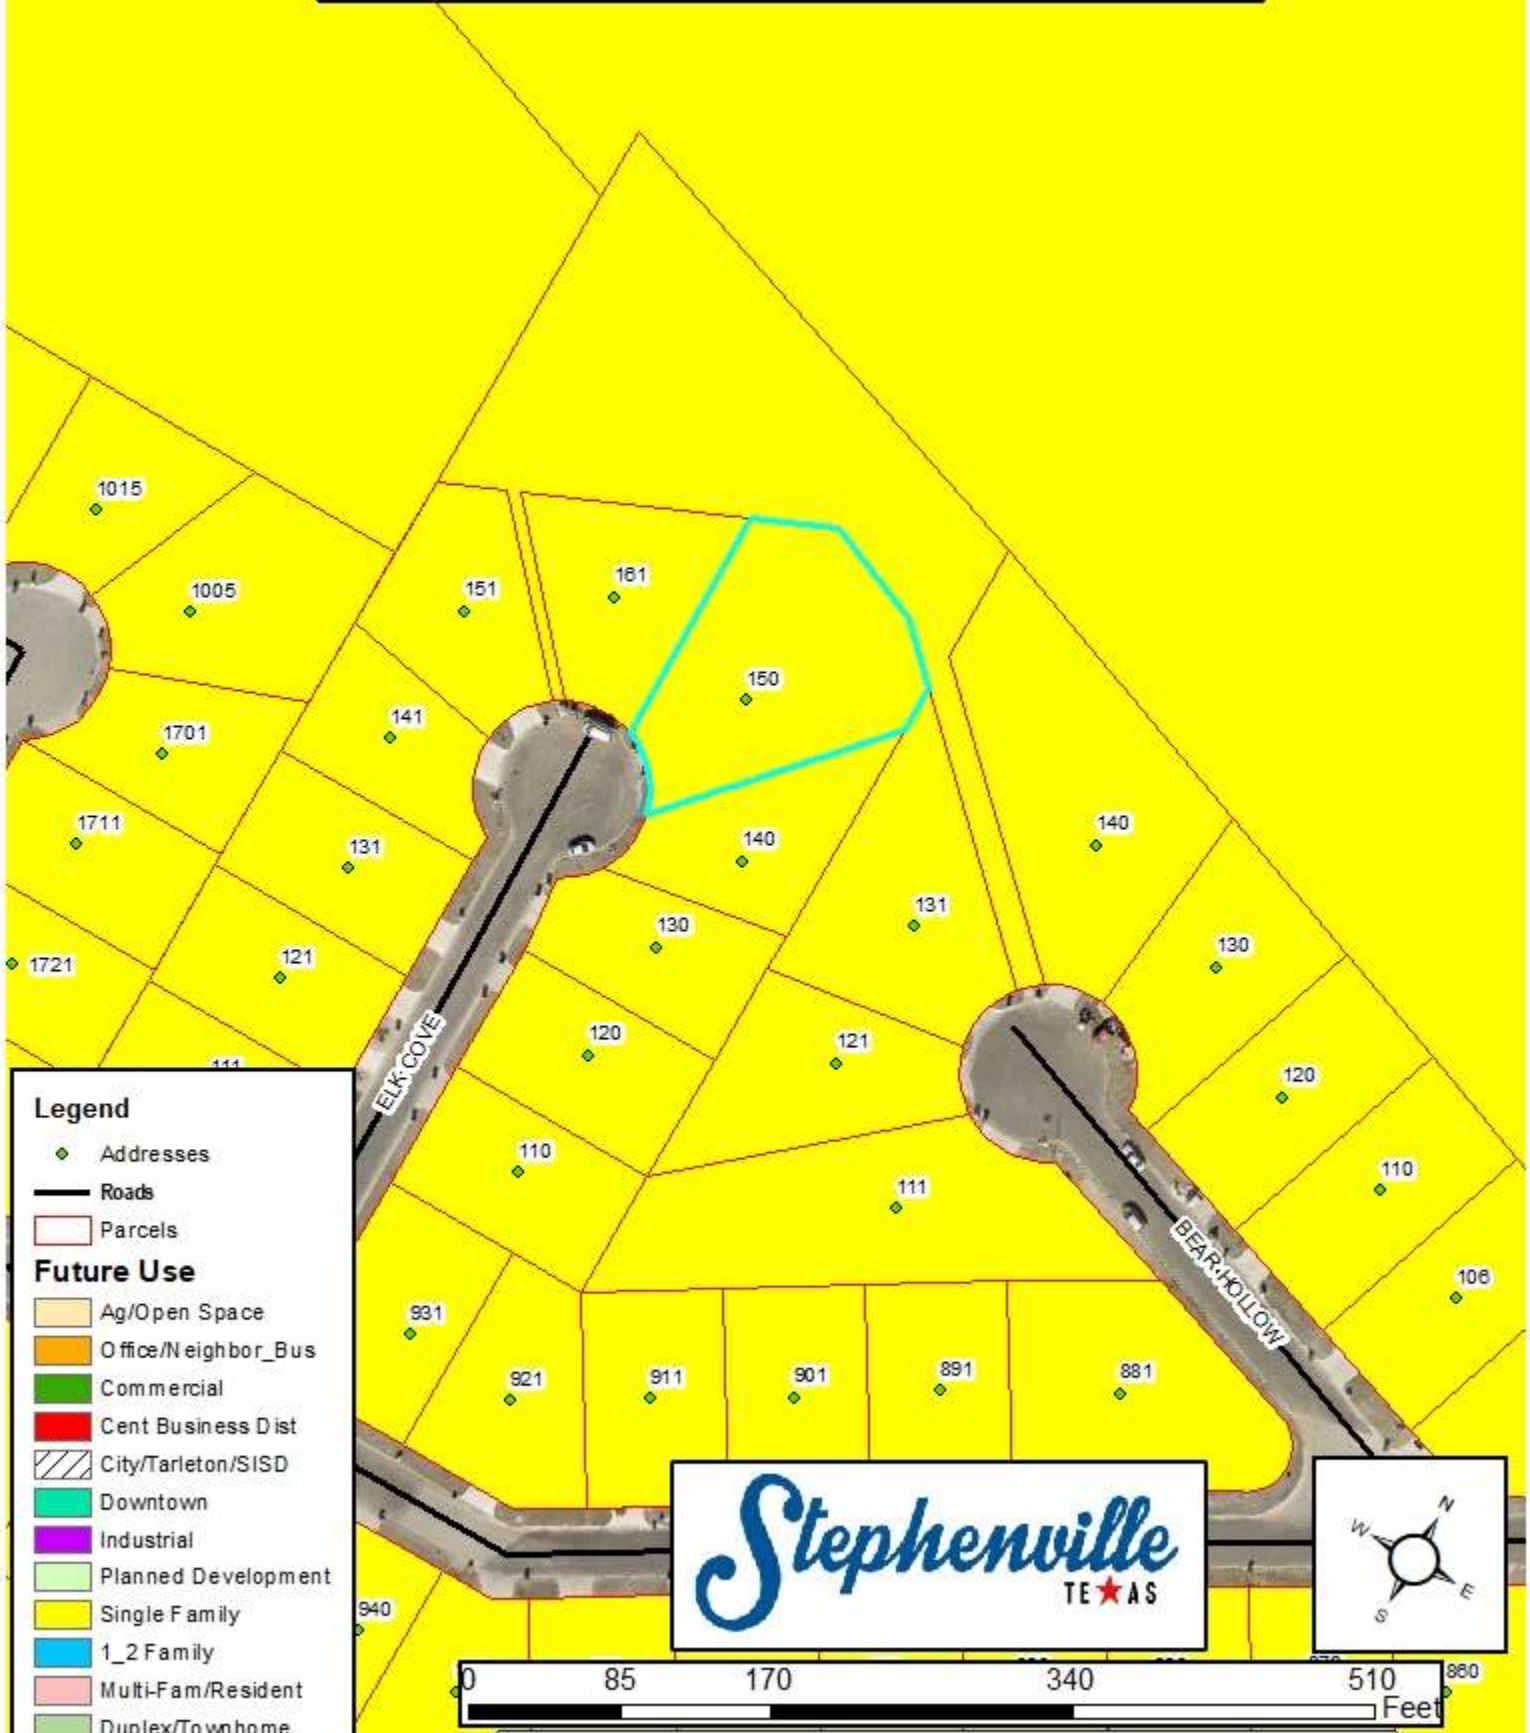 1015
1005
151
161
150
141
1701
1711
131
140
140
131
130
130
1721
121
120
121
120
ELK COVE
111
110
110
111
BEAR HOLLOW
106
931
921
911
901
891
881
940
860
Legend
Addresses
Roads
Parcels
Future Use
Ag/Open Space
Office/Neighbor_Bus
Commercial
Cent Business Dist
City/Tarleton/SISD
Downtown
Industrial
Planned Development
Single Family
1_2 Family
Multi-Fam/Resident
Duplex/Townhome
Stephenville
TEXAS
N
W
E
S
0 85 170 340 510
Feet